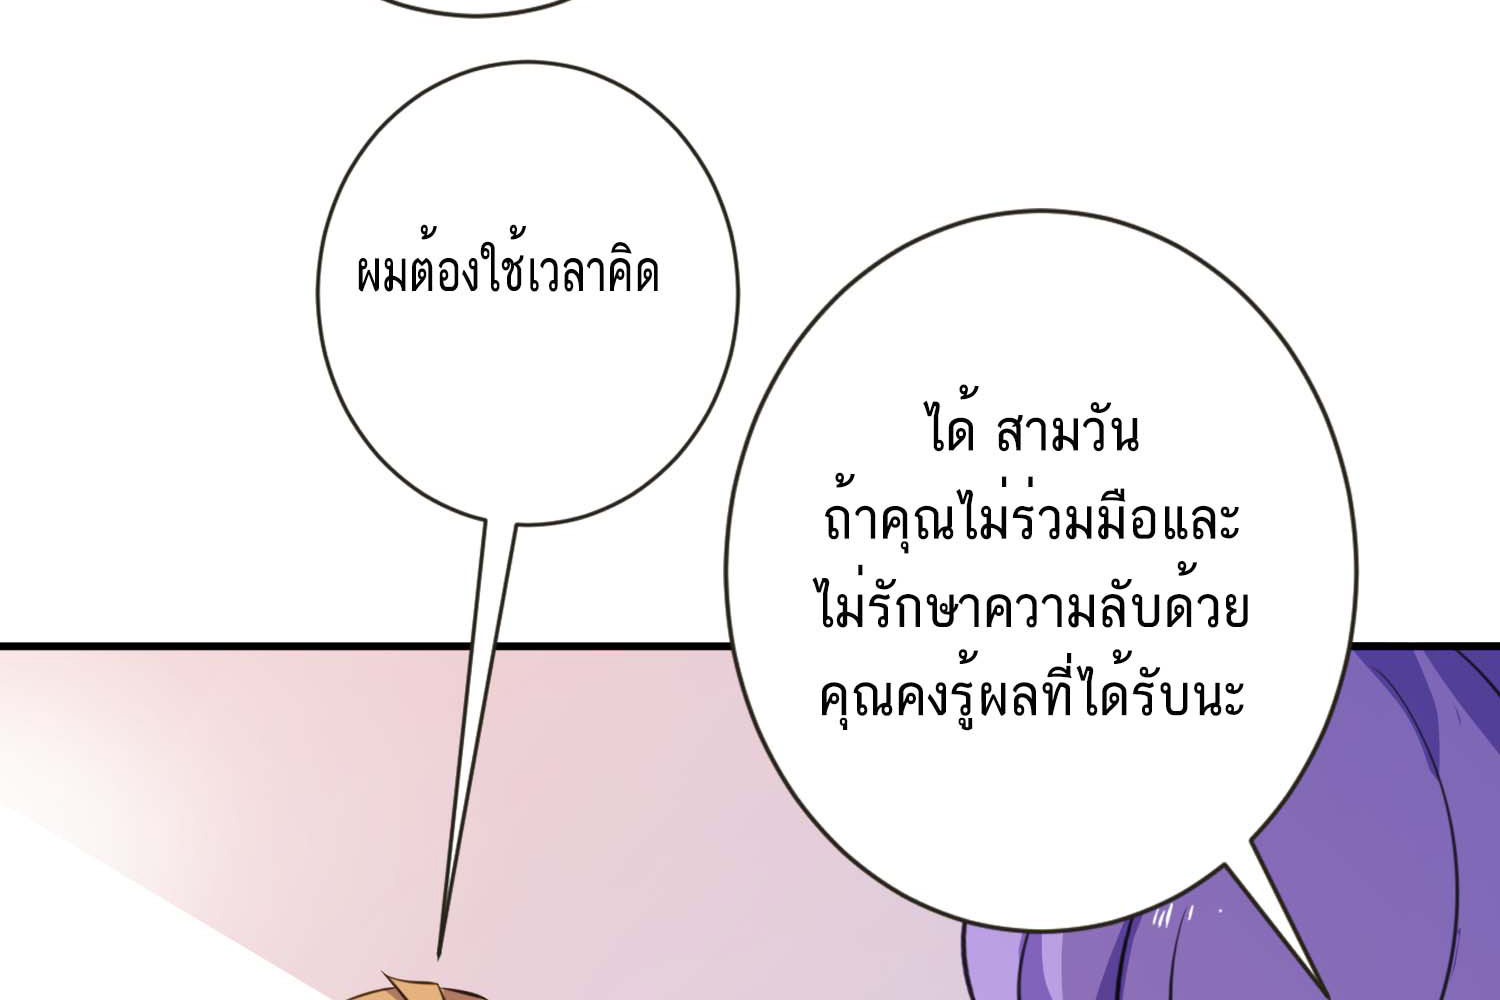 ผมต้องใช้เวลาคิด
ได้ สามวัน
ถ้าคุณไม่ร่วมมือและ
ไม่รักษาความลับด้วย
คุณคงรู้ผลที่ได้รับนะ